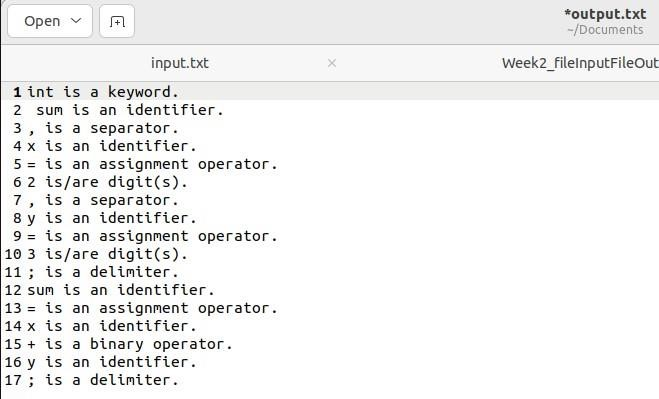 Open
*output.txt
~/Documents
input.txt × Week2_fileInputFileOut
1 int is a keyword.
2  sum is an identifier.
3 , is a separator.
4 x is an identifier.
5 = is an assignment operator.
6 2 is/are digit(s).
7 , is a separator.
8 y is an identifier.
9 = is an assignment operator.
10 3 is/are digit(s).
11 ; is a delimiter.
12 sum is an identifier.
13 = is an assignment operator.
14 x is an identifier.
15 + is a binary operator.
16 y is an identifier.
17 ; is a delimiter.